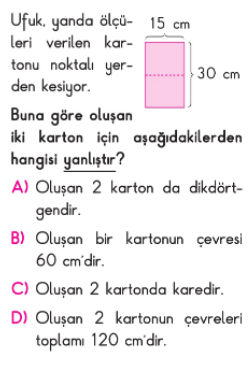 Ufuk, yanda ölçü-
leri verilen kar-
tonu noktalı yer-
den kesiyor.
15 cm
30 cm
Buna göre oluşan
iki karton için aşağıdakilerden
hangisi yanlıştır?
A) Oluşan 2 karton da dikdört-
gendir.
B) Oluşan bir kartonun çevresi
60 cm'dir.
C) Oluşan 2 kartonda karedir.
D) Oluşan 2 kartonun çevreleri
toplamı 120 cm'dir.